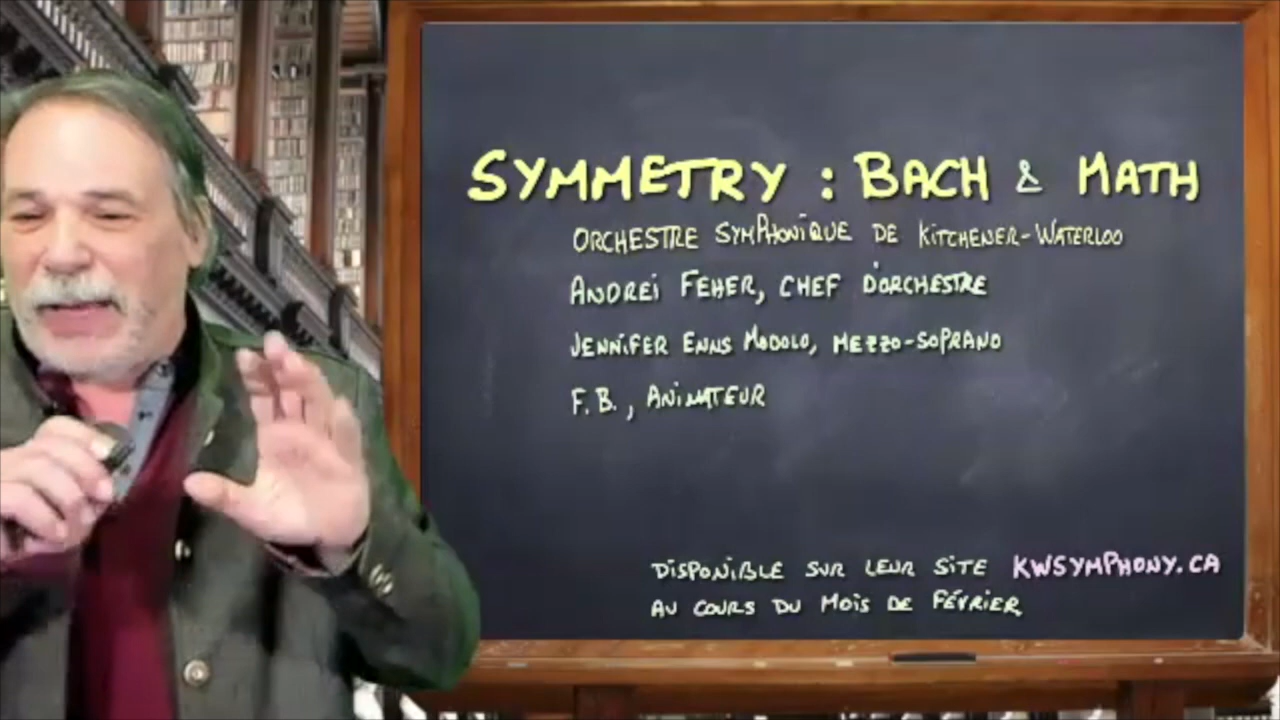 SYMMETRY : BACH & MATH
ORCHESTRE SYMPHONIQUE DE KITCHENER-WATERLOO
ANDREI FEHER, CHEF D'ORCHESTRE
JENNIFER ENNS MODOLO, MEZZO-SOPRANO
F.B., ANIMATEUR
DISPONIBLE SUR LEUR SITE KWSYMPHONY.CA
AU COURS DU MOIS DE FÉVRIER